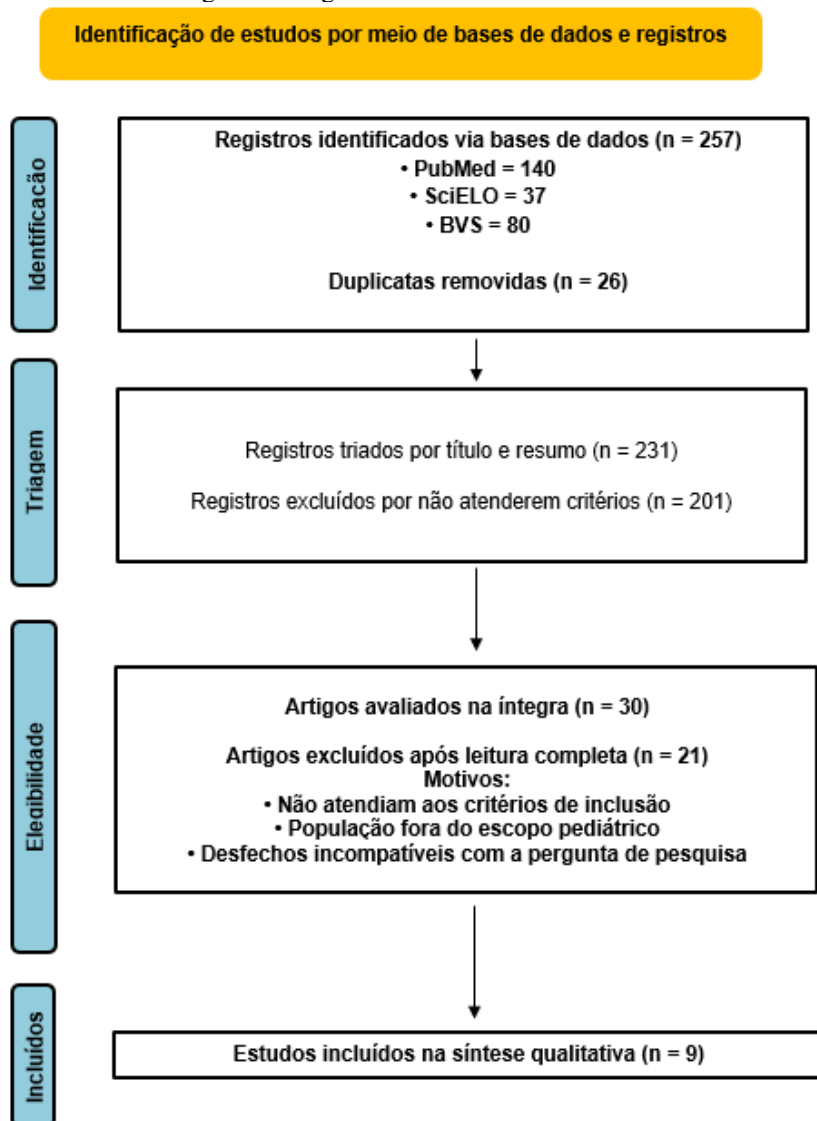 Identificação de estudos por meio de bases de dados e registros
Identificação
Registros identificados via bases de dados (n = 257)
• PubMed = 140
• SciELO = 37
• BVS = 80
Duplicatas removidas (n = 26)
Triagem
Registros triados por título e resumo (n = 231)
Registros excluídos por não atenderem critérios (n = 201)
Elegibilidade
Artigos avaliados na íntegra (n = 30)
Artigos excluídos após leitura completa (n = 21)
Motivos:
• Não atendiam aos critérios de inclusão
• População fora do escopo pediátrico
• Desfechos incompatíveis com a pergunta de pesquisa
Incluídos
Estudos incluídos na síntese qualitativa (n = 9)